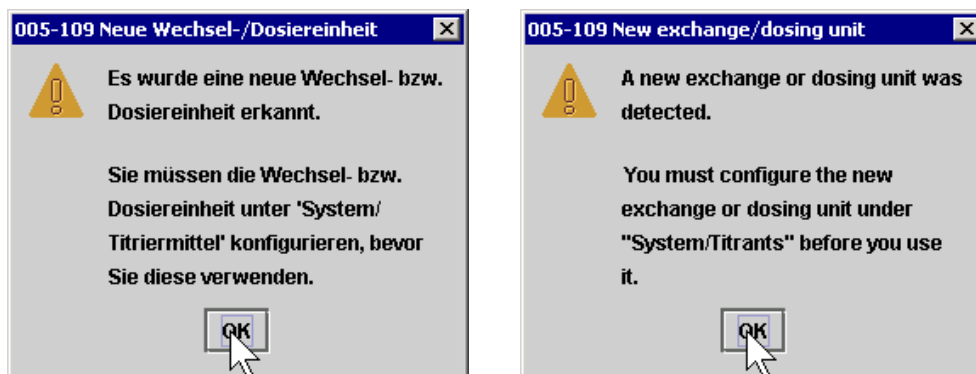 005-109 Neue Wechsel-/Dosiereinheit
Es wurde eine neue Wechsel- bzw.
Dosiereinheit erkannt.
Sie müssen die Wechsel- bzw.
Dosiereinheit unter 'System/
Titriermittel' konfigurieren, bevor
Sie diese verwenden.
OK
005-109 New exchange/dosing unit
A new exchange or dosing unit was
detected.
You must configure the new
exchange or dosing unit under
"System/Titrants" before you use
it.
OK